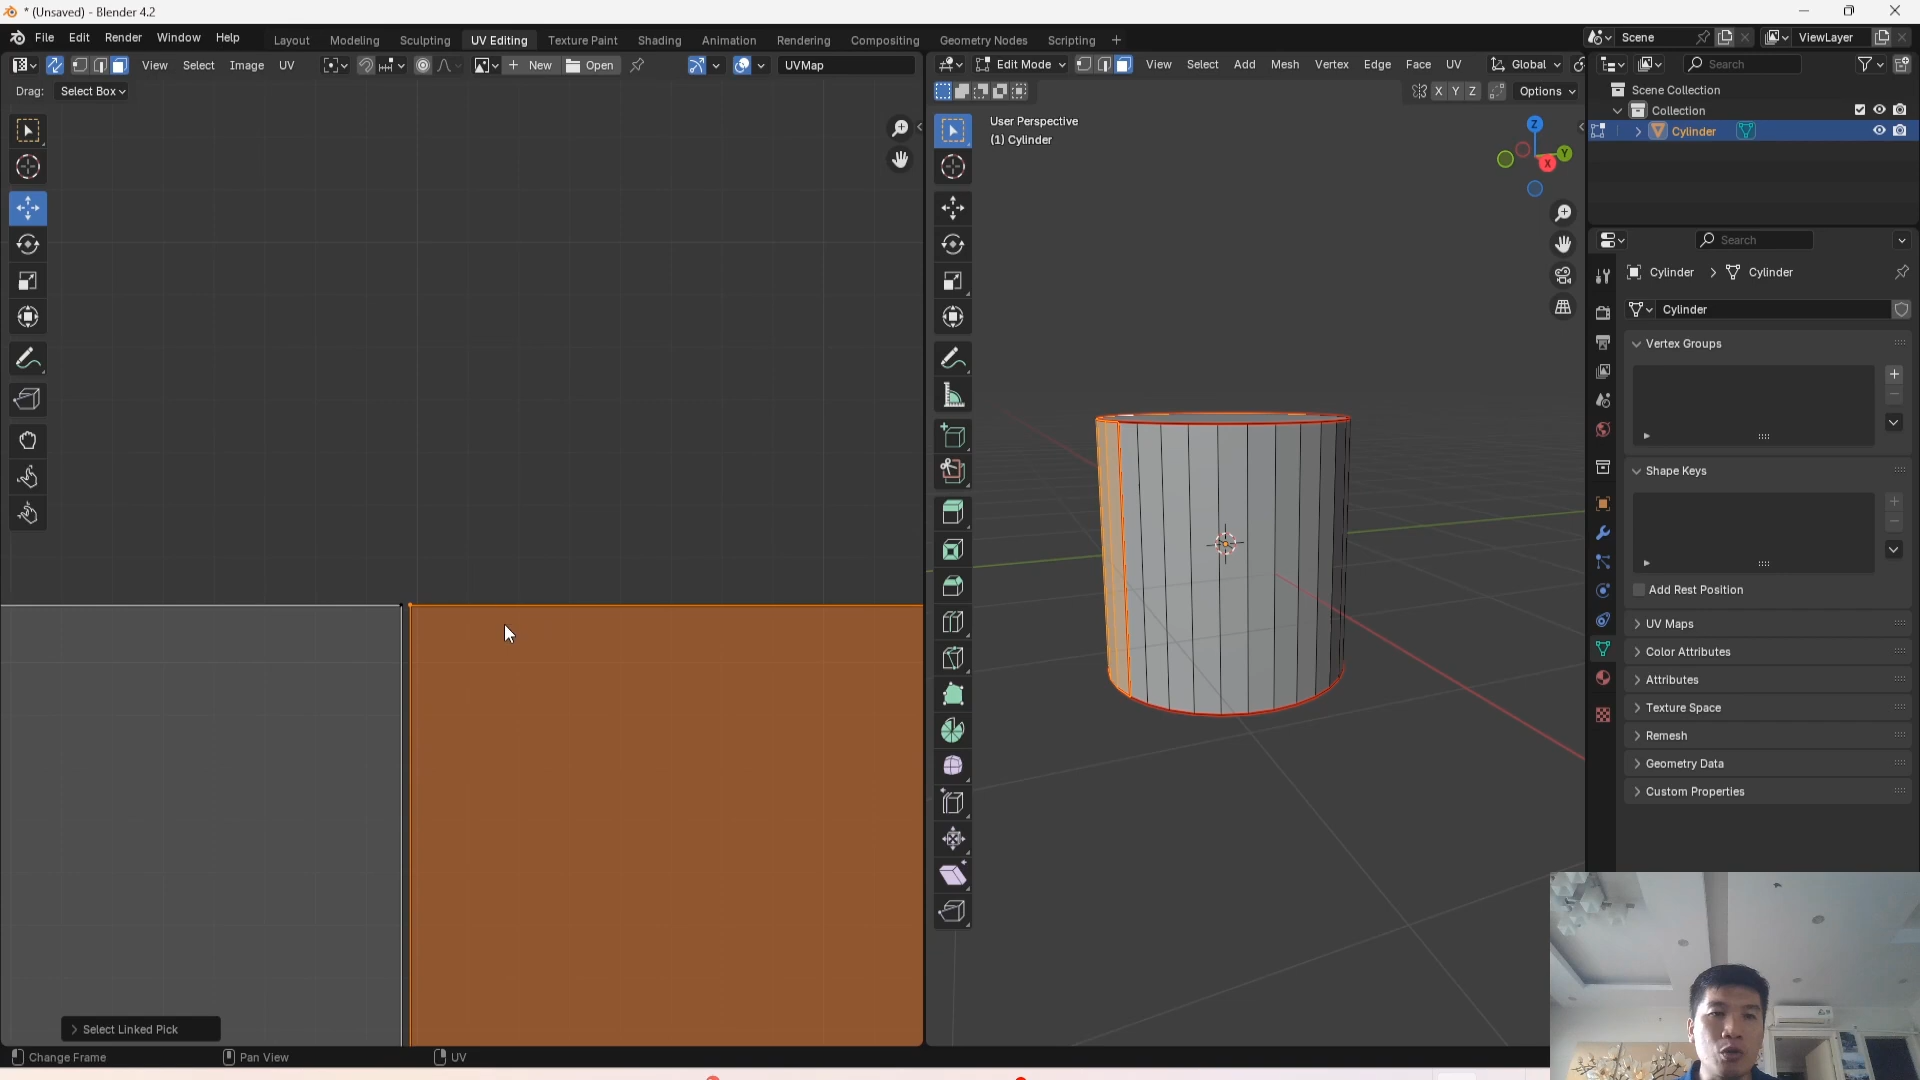 * (Unsaved) - Blender 4.2
File Edit Render Window Help Layout Modeling Sculpting UV Editing Texture Paint Shading Animation Rendering Compositing Geometry Nodes Scripting + Scene ViewLayer
View Select Image UV New Open UVMap
Edit Mode View Select Add Mesh Vertex Edge Face UV Global
Search
Drag: Select Box
X Y Z Options
Scene Collection
Collection
Cylinder
User Perspective
(1) Cylinder
Z
Y
X
Search
Cylinder > Cylinder
Cylinder
Vertex Groups
Shape Keys
Add Rest Position
UV Maps
Color Attributes
Attributes
Texture Space
Remesh
Geometry Data
Custom Properties
Select Linked Pick
Change Frame Pan View UV